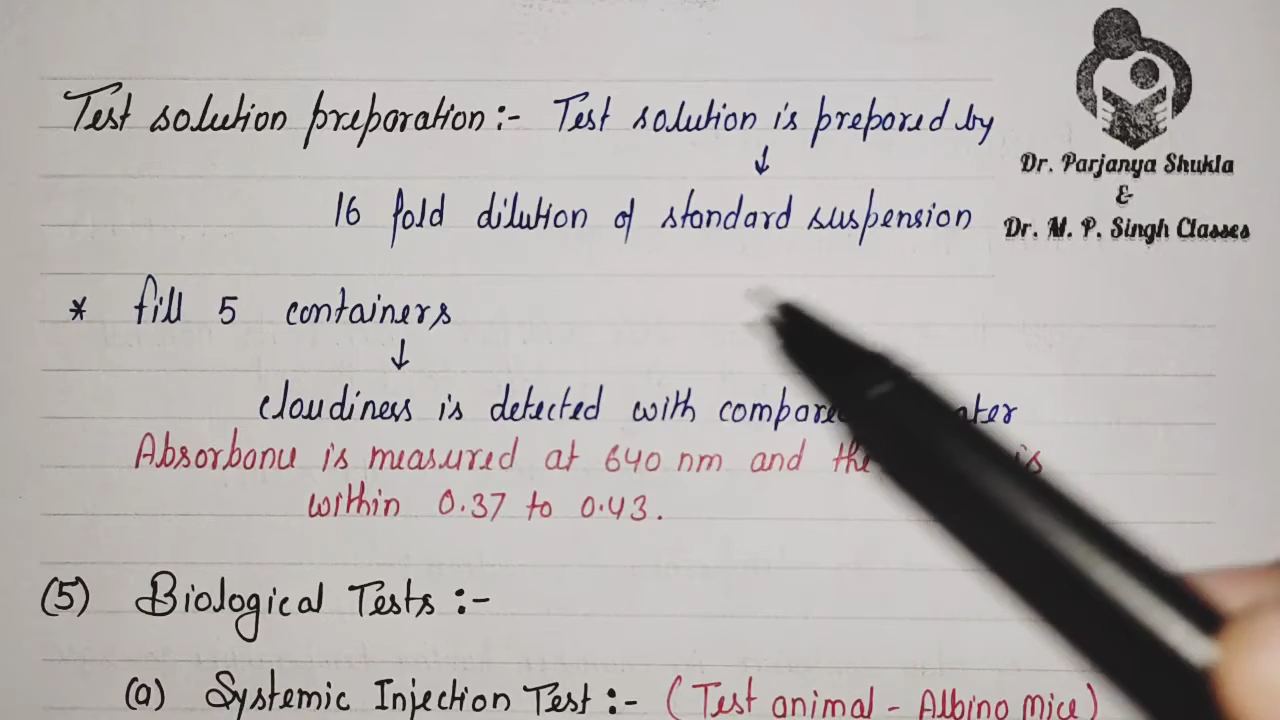 Test solution preparation :- Test solution is prepared by
↓
16 fold dilution of standard suspension
* fill 5 containers
↓
cloudiness is detected with
Absorbance is measured at 640 nm and the is
within 0.37 to 0.43.
(5) Biological Tests :-
(a) Systemic Injection Test :- (Test animal - Albino mice)
Dr. Parjanya Shukla
&
Dr. M. P. Singh Classes